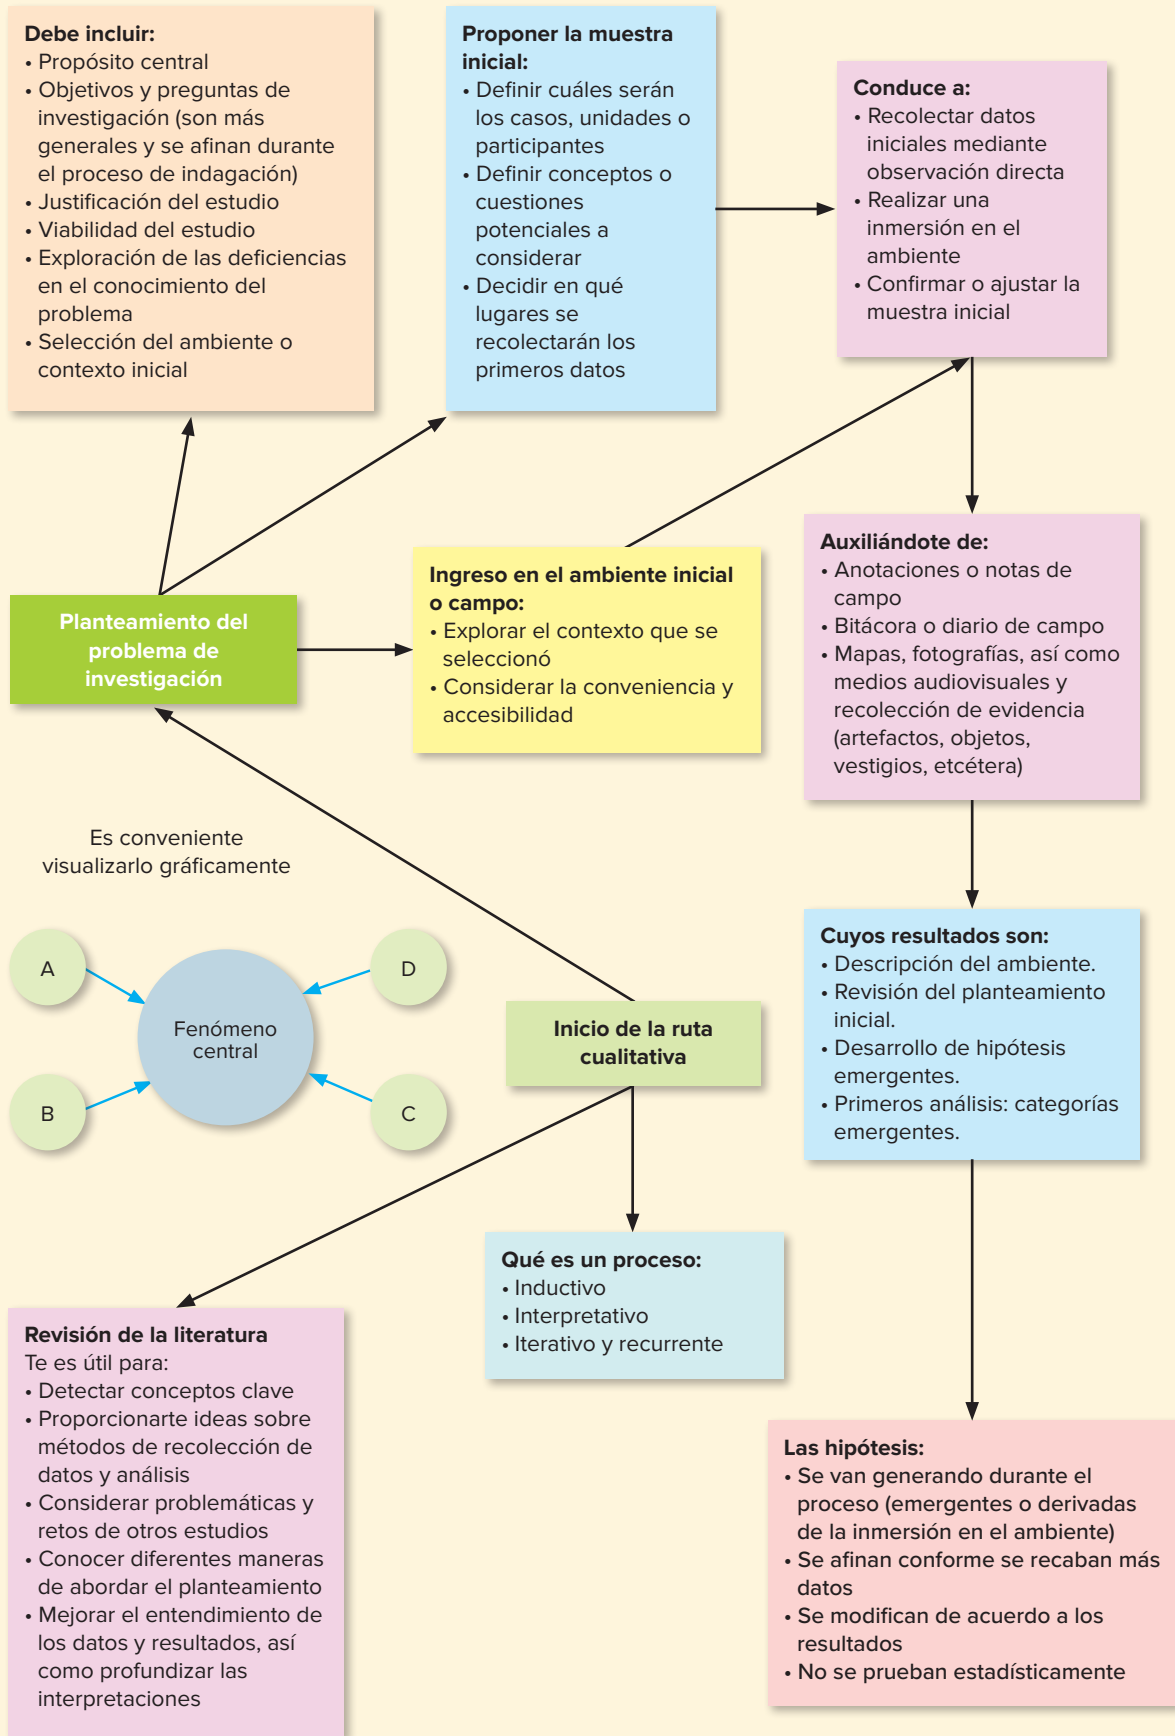 Debe incluir:
• Propósito central
• Objetivos y preguntas de
investigación (son más
generales y se afinan durante
el proceso de indagación)
• Justificación del estudio
• Viabilidad del estudio
• Exploración de las deficiencias
en el conocimiento del
problema
• Selección del ambiente o
contexto inicial
Proponer la muestra
inicial:
• Definir cuáles serán
los casos, unidades o
participantes
• Definir conceptos o
cuestiones
potenciales a
considerar
• Decidir en qué
lugares se
recolectarán los
primeros datos
Conduce a:
• Recolectar datos
iniciales mediante
observación directa
• Realizar una
inmersión en el
ambiente
• Confirmar o ajustar la
muestra inicial
Planteamiento del
problema de
investigación
Ingreso en el ambiente inicial
o campo:
• Explorar el contexto que se
seleccionó
• Considerar la conveniencia y
accesibilidad
Auxiliándote de:
• Anotaciones o notas de
campo
• Bitácora o diario de campo
• Mapas, fotografías, así como
medios audiovisuales y
recolección de evidencia
(artefactos, objetos,
vestigios, etcétera)
Es conveniente
visualizarlo gráficamente
A
D
Fenómeno
central
B
C
Inicio de la ruta
cualitativa
Cuyos resultados son:
• Descripción del ambiente.
• Revisión del planteamiento
inicial.
• Desarrollo de hipótesis
emergentes.
• Primeros análisis: categorías
emergentes.
Qué es un proceso:
• Inductivo
• Interpretativo
• Iterativo y recurrente
Revisión de la literatura
Te es útil para:
• Detectar conceptos clave
• Proporcionarte ideas sobre
métodos de recolección de
datos y análisis
• Considerar problemáticas y
retos de otros estudios
• Conocer diferentes maneras
de abordar el planteamiento
• Mejorar el entendimiento de
los datos y resultados, así
como profundizar las
interpretaciones
Las hipótesis:
• Se van generando durante el
proceso (emergentes o derivadas
de la inmersión en el ambiente)
• Se afinan conforme se recaban más
datos
• Se modifican de acuerdo a los
resultados
• No se prueban estadísticamente